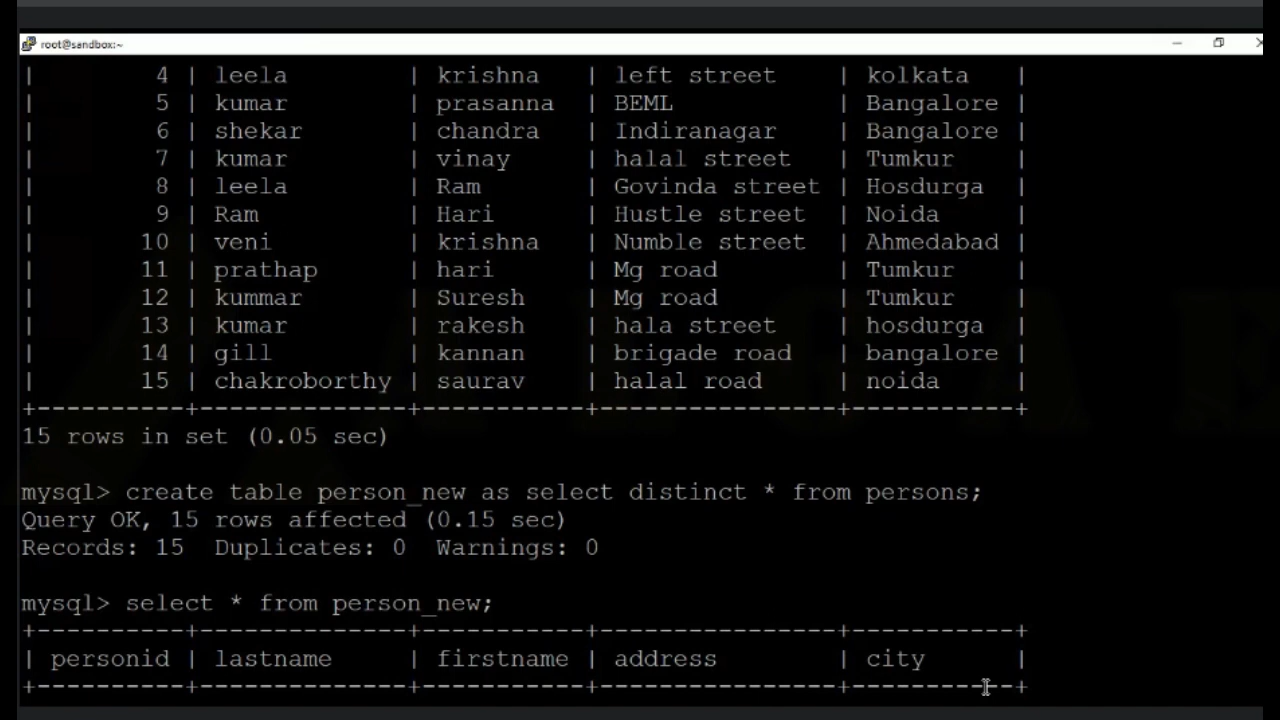 root@sandbox:~
| 4 | leela | krishna | left street | kolkata |
| 5 | kumar | prasanna | BEML | Bangalore |
| 6 | shekar | chandra | Indiranagar | Bangalore |
| 7 | kumar | vinay | halal street | Tumkur |
| 8 | leela | Ram | Govinda street | Hosdurga |
| 9 | Ram | Hari | Hustle street | Noida |
| 10 | veni | krishna | Numble street | Ahmedabad |
| 11 | prathap | hari | Mg road | Tumkur |
| 12 | kummar | Suresh | Mg road | Tumkur |
| 13 | kumar | rakesh | hala street | hosdurga |
| 14 | gill | kannan | brigade road | bangalore |
| 15 | chakroborthy | saurav | halal road | noida |
+----------+--------------+-----------+----------------+-----------+
15 rows in set (0.05 sec)
mysql> create table person_new as select distinct * from persons;
Query OK, 15 rows affected (0.15 sec)
Records: 15 Duplicates: 0 Warnings: 0
mysql> select * from person_new;
+----------+--------------+-----------+----------------+-----------+
| personid | lastname | firstname | address | city |
+----------+--------------+-----------+----------------+-----------+